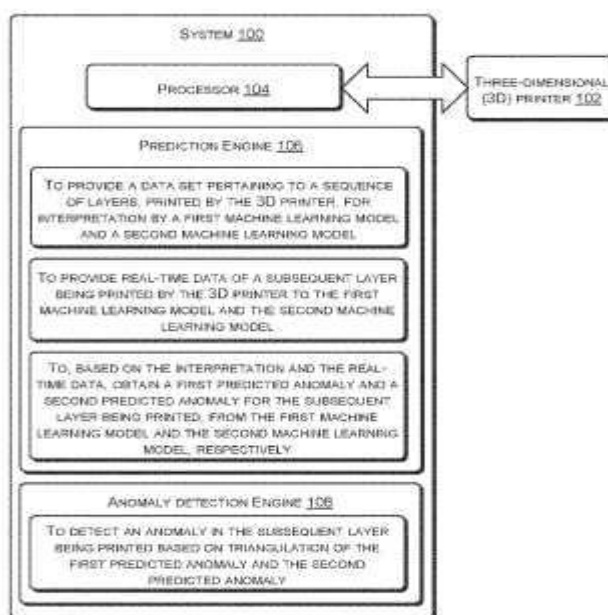 SYSTEM 100
PROCESSOR 104
THREE-DIMENSIONAL
(3D) PRINTER 102
PREDICTION ENGINE 106
TO PROVIDE A DATA SET PERTAINING TO A SEQUENCE
OF LAYERS, PRINTED BY THE 3D PRINTER, FOR
INTERPRETATION BY A FIRST MACHINE LEARNING MODEL
AND A SECOND MACHINE LEARNING MODEL
TO PROVIDE REAL-TIME DATA OF A SUBSEQUENT LAYER
BEING PRINTED BY THE 3D PRINTER TO THE FIRST
MACHINE LEARNING MODEL AND THE SECOND MACHINE
LEARNING MODEL
TO, BASED ON THE INTERPRETATION AND THE REAL-
TIME DATA, OBTAIN A FIRST PREDICTED ANOMALY AND A
SECOND PREDICTED ANOMALY FOR THE SUBSEQUENT
LAYER BEING PRINTED, FROM THE FIRST MACHINE
LEARNING MODEL AND THE SECOND MACHINE LEARNING
MODEL, RESPECTIVELY
ANOMALY DETECTION ENGINE 108
TO DETECT AN ANOMALY IN THE SUBSEQUENT LAYER
BEING PRINTED BASED ON TRIANGULATION OF THE
FIRST PREDICTED ANOMALY AND THE SECOND
PREDICTED ANOMALY